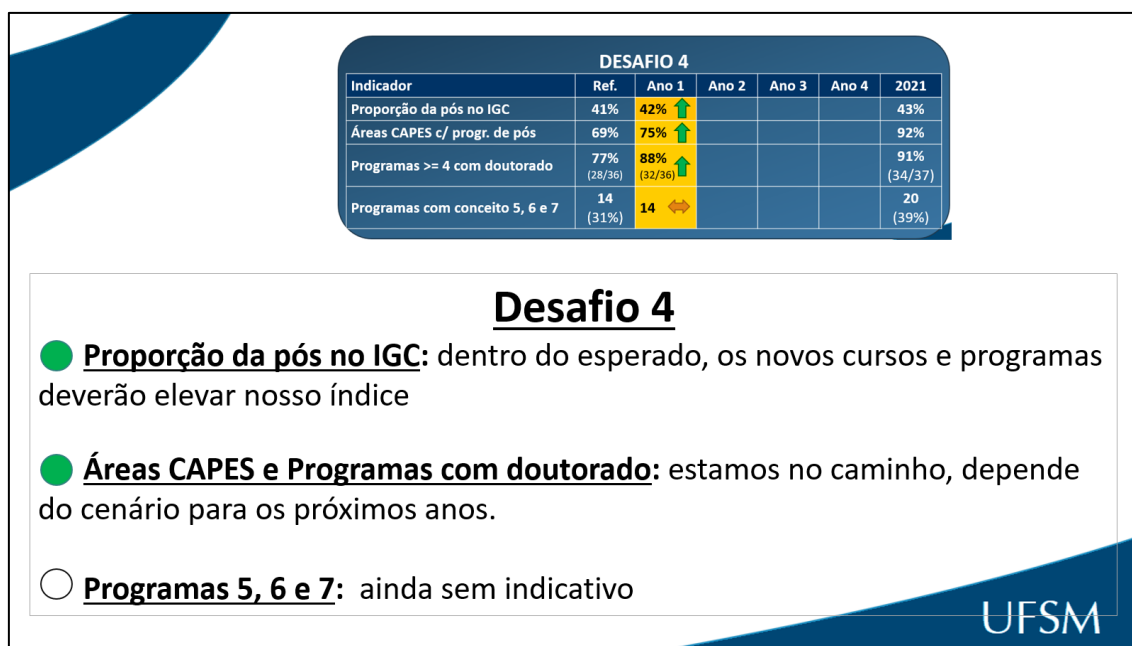 DESAFIO 4
Indicador Ref. Ano 1 Ano 2 Ano 3 Ano 4 2021
Proporção da pós no IGC 41% 42% 43%
Áreas CAPES c/ progr. de pós 69% 75% 92%
Programas >= 4 com doutorado 77% 88% 91%
(28/36) (32/36) (34/37)
Programas com conceito 5, 6 e 7 14 14 20
(31%) (39%)
Desafio 4
Proporção da pós no IGC: dentro do esperado, os novos cursos e programas
deverão elevar nosso índice
Áreas CAPES e Programas com doutorado: estamos no caminho, depende
do cenário para os próximos anos.
Programas 5, 6 e 7: ainda sem indicativo
UFSM